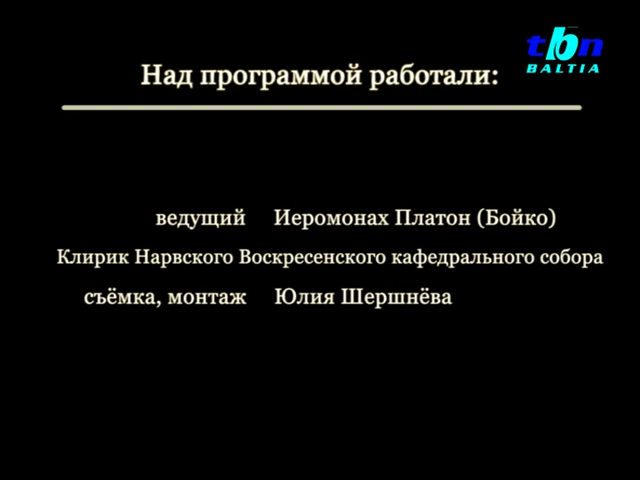 tbn
BALTIA
Над программой работали:
ведущий Иеромонах Платон (Бойко)
Клирик Нарвского Воскресенского кафедрального собора
съёмка, монтаж Юлия Шершнёва